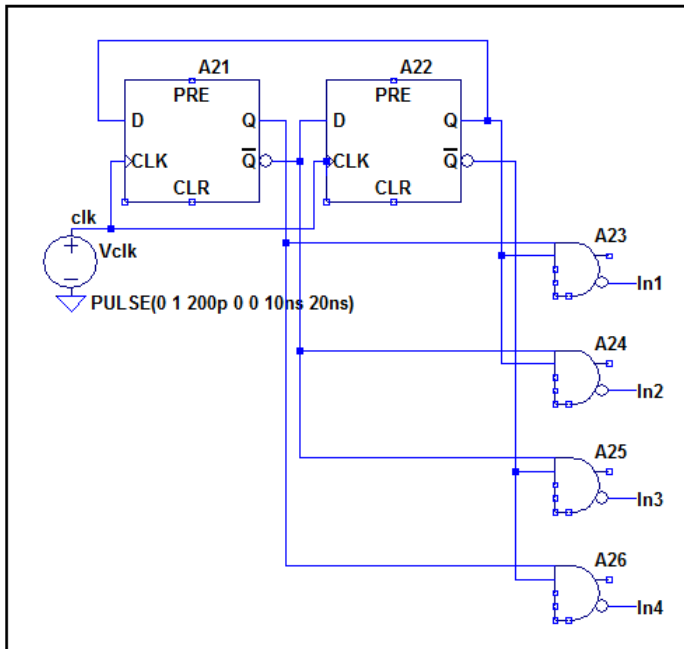 A21 A22
PRE PRE
D Q D Q
CLK Q CLK Q
CLR CLR
clk
Vclk
A23
In1
PULSE(0 1 200p 0 0 10ns 20ns)
A24
In2
A25
In3
A26
In4